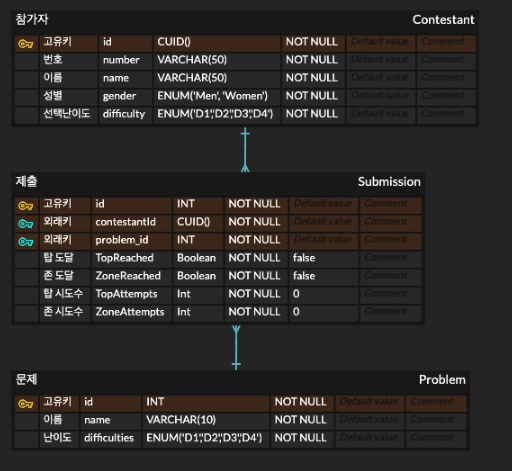 참가자 Contestant
고유키 id CUID() NOT NULL Default value Comment
번호 number VARCHAR(50) NOT NULL Default value Comment
이름 name VARCHAR(50) NOT NULL Default value Comment
성별 gender ENUM('Men', 'Women') NOT NULL Default value Comment
선택난이도 difficulty ENUM('D1','D2','D3','D4') NOT NULL Default value Comment
제출 Submission
고유키 id INT NOT NULL Default value Comment
외래키 contestantId CUID() NOT NULL Default value Comment
외래키 problem_id INT NOT NULL Default value Comment
탑 도달 TopReached Boolean NOT NULL false Comment
존 도달 ZoneReached Boolean NOT NULL false Comment
탑 시도수 TopAttempts Int NOT NULL 0 Comment
존 시도수 ZoneAttempts Int NOT NULL 0 Comment
문제 Problem
고유키 id INT NOT NULL Default value Comment
이름 name VARCHAR(10) NOT NULL Default value Comment
난이도 difficulties ENUM('D1','D2','D3','D4') NOT NULL Default value Comment